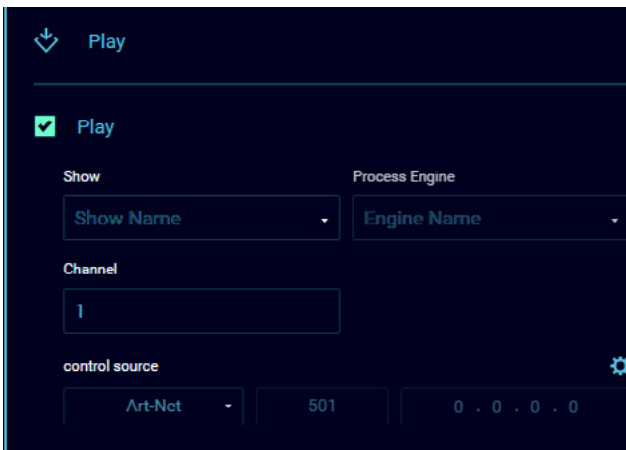 Play
Play
Show Process Engine
Show Name Engine Name
Channel
1
control source
Art-Net 501 0 . 0 . 0 . 0